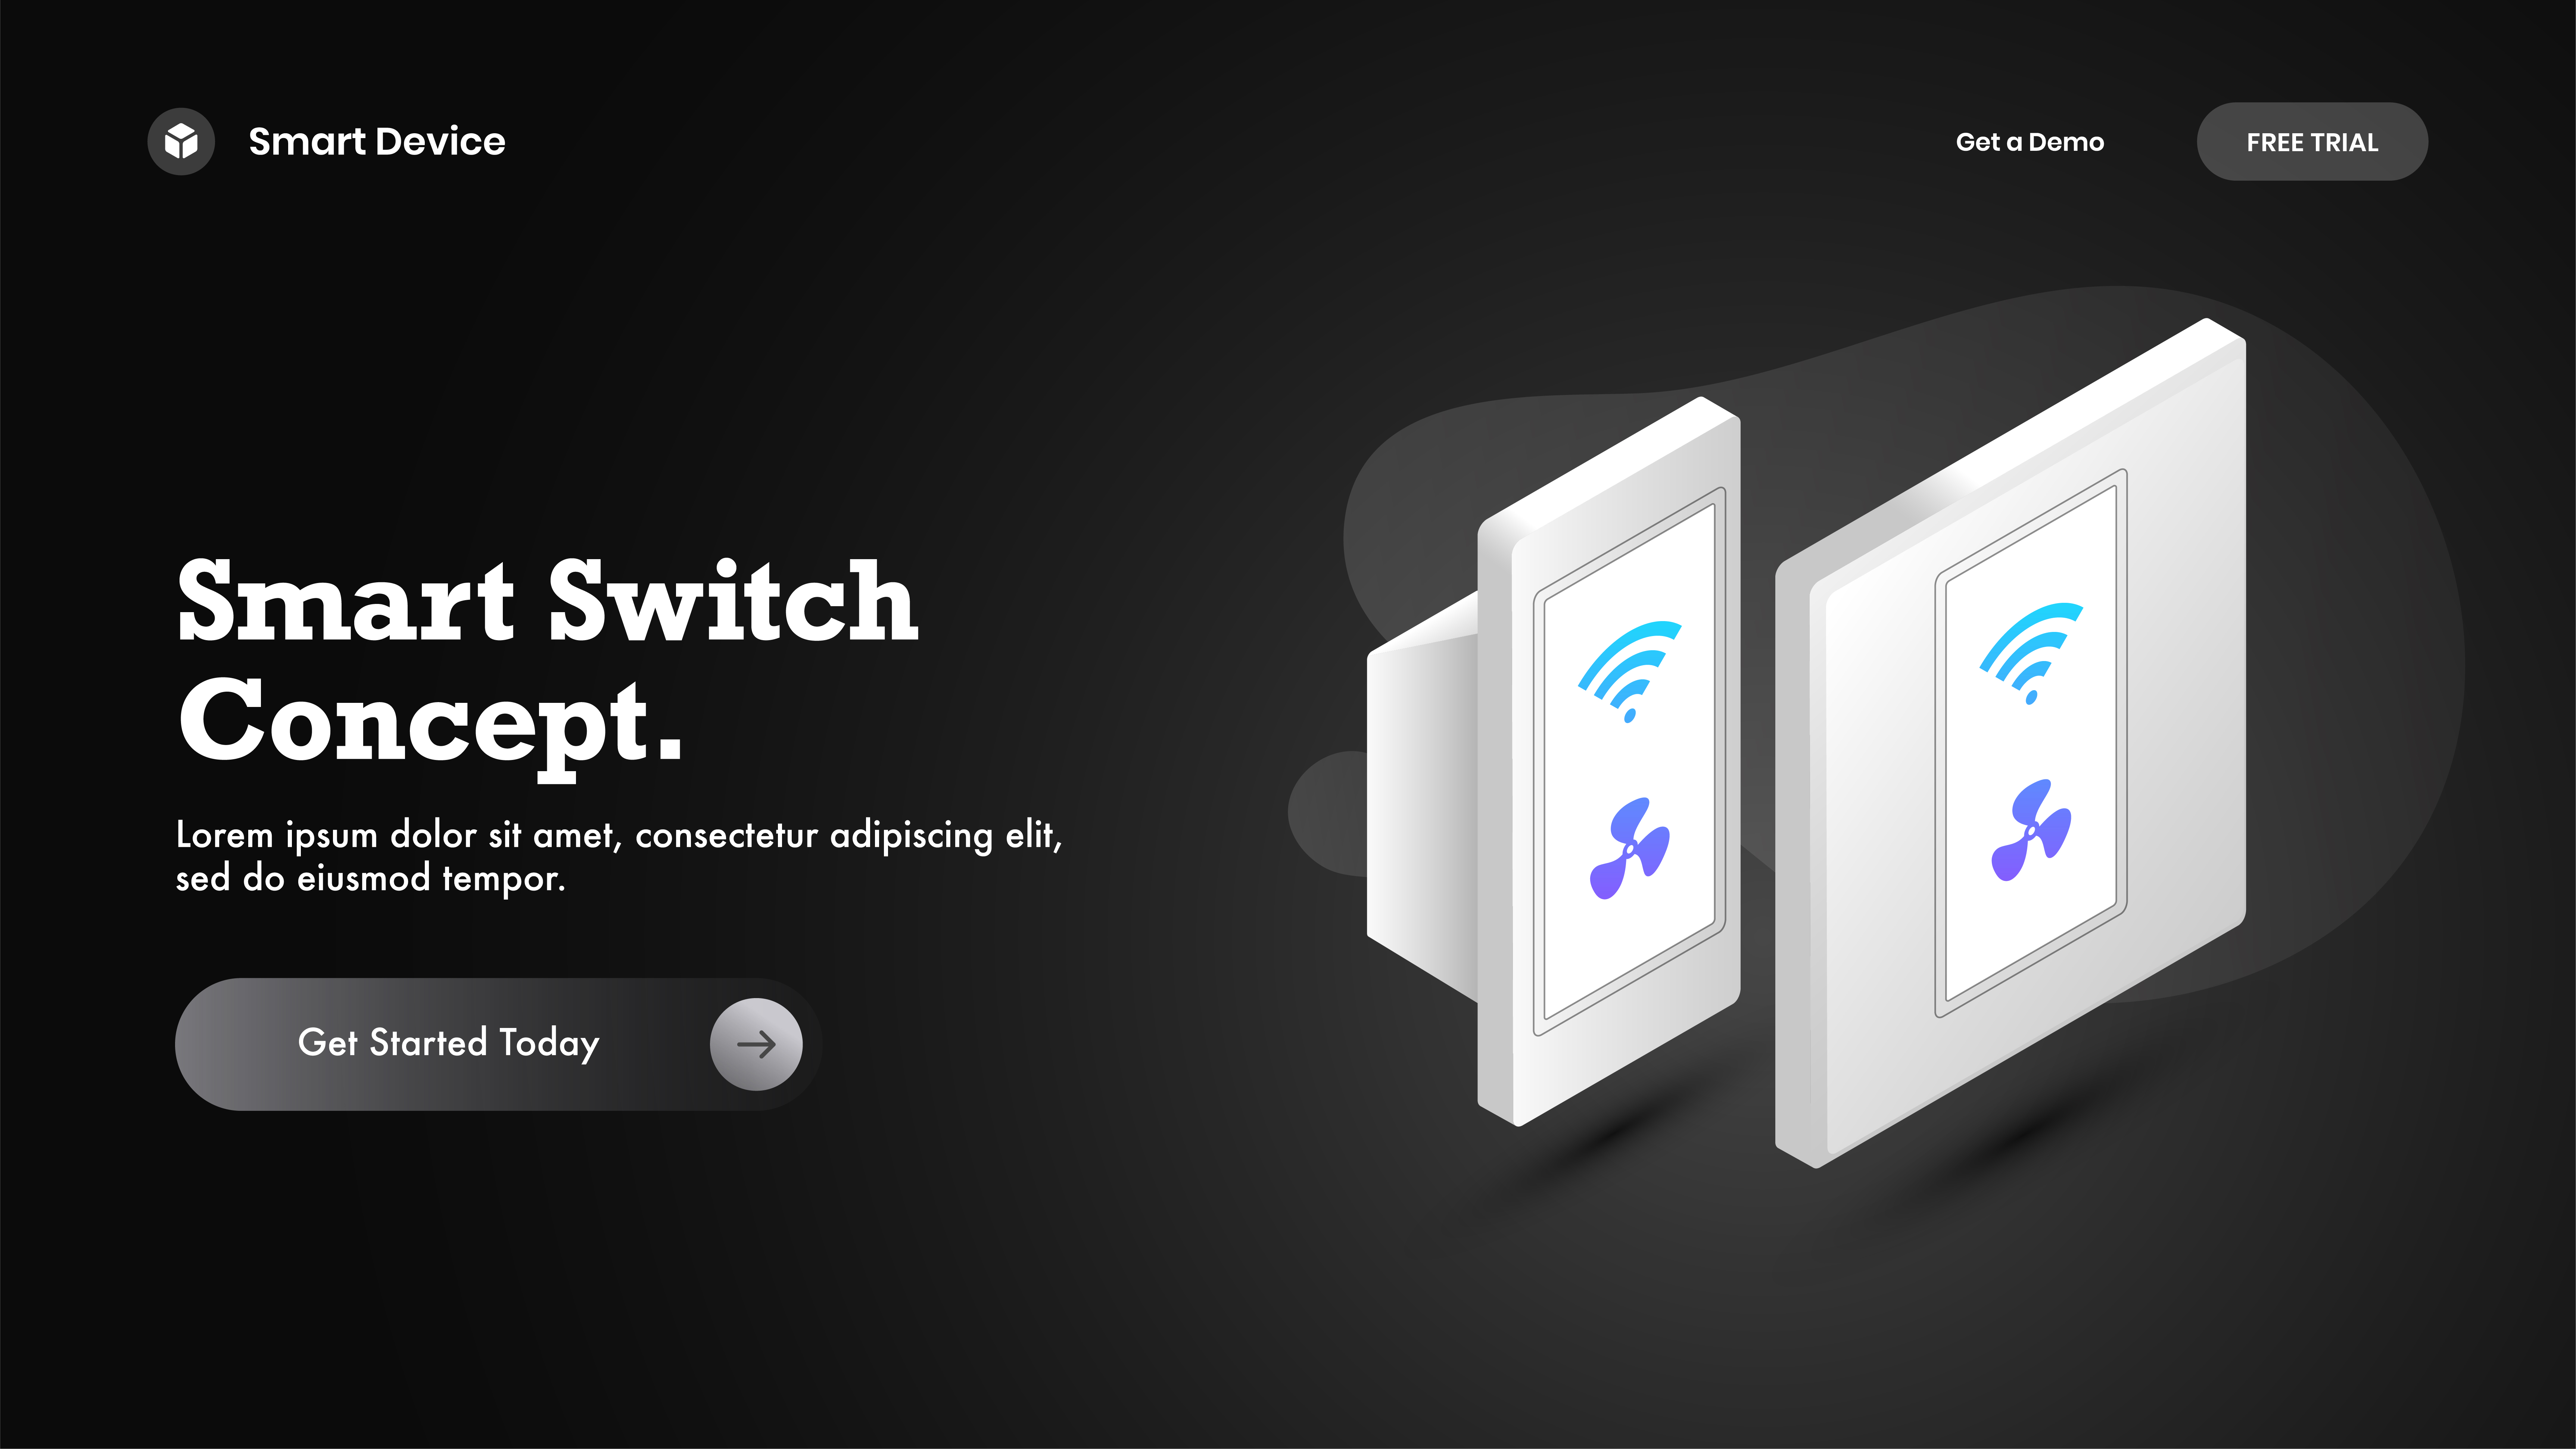 Smart Device
Get a Demo
FREE TRIAL
Smart Switch
Concept.
Lorem ipsum dolor sit amet, consectetur adipiscing elit,
sed do eiusmod tempor.
Get Started Today